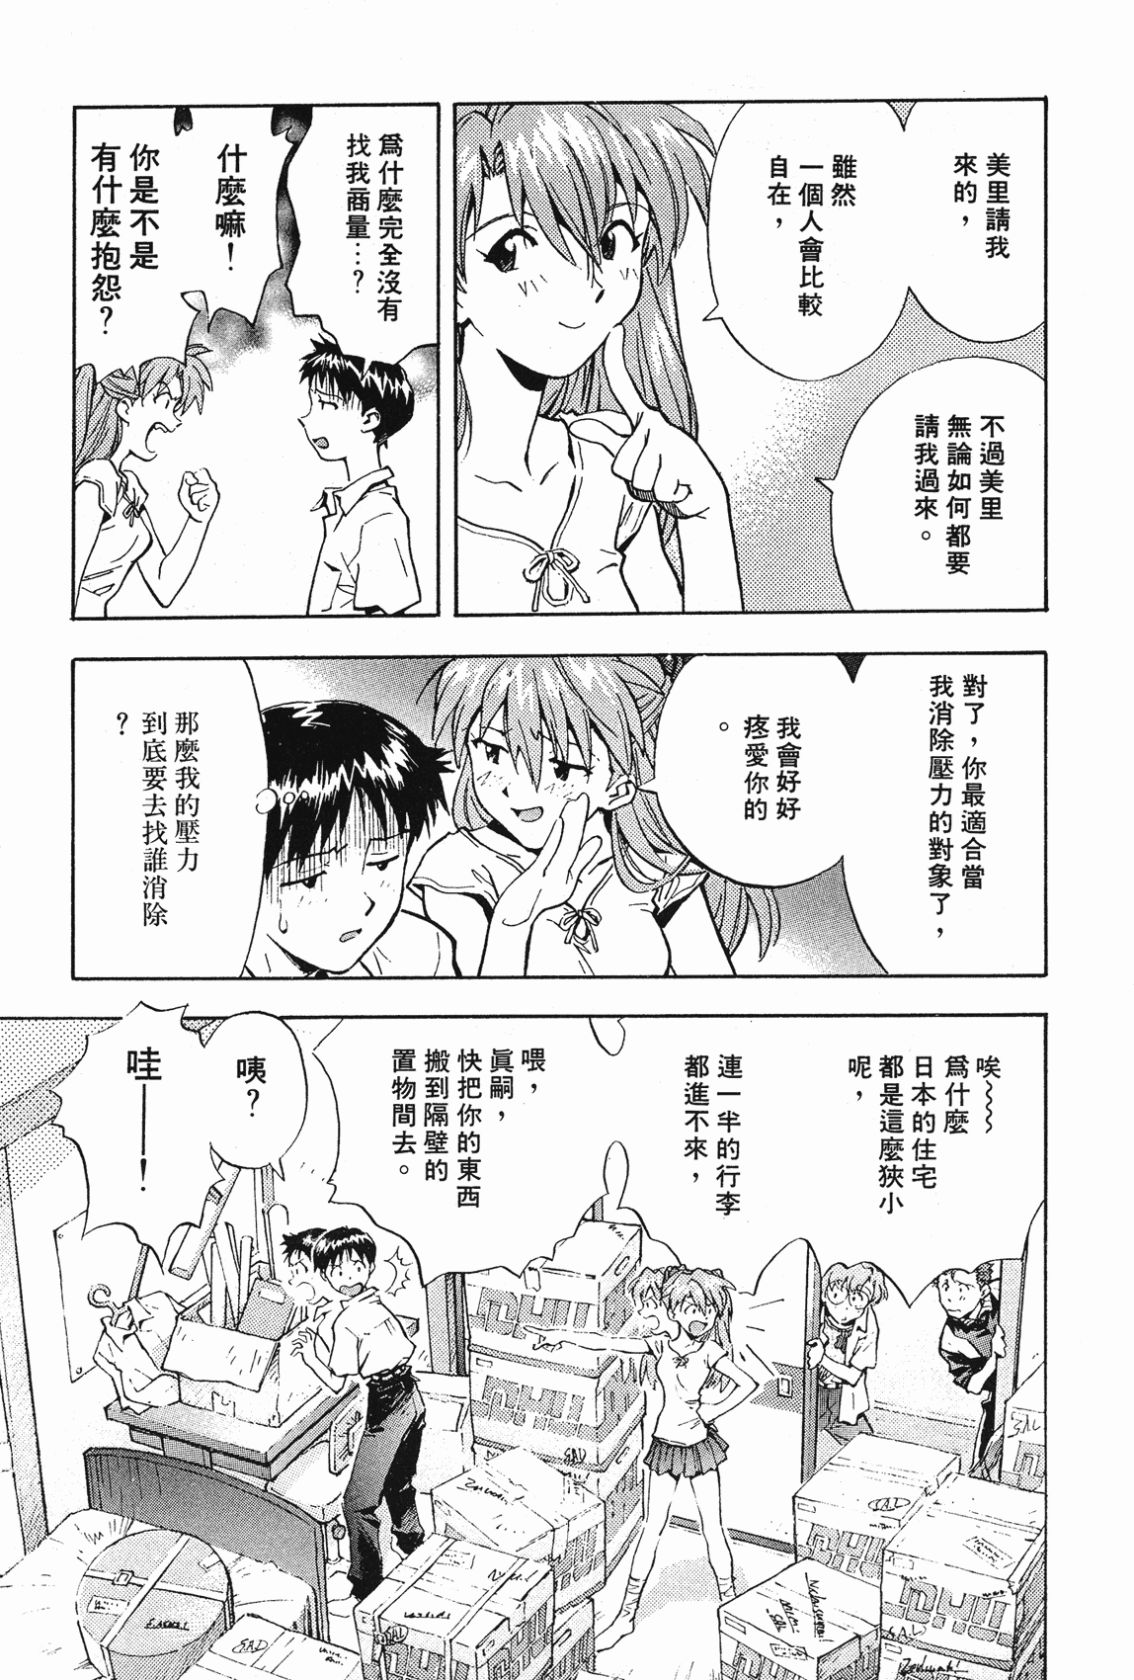 美里請我
來的，
雖然
一個人會比較
自在，
不過美里
無論如何都要
請我過來。
爲什麼完全沒有
找我商量…？
什麼嘛！
你是不是
有什麼抱怨？
對了，你最適合當
我消除壓力的對象了，
我會好好
疼愛你的
。
那麼我的壓力
到底要去找誰消除
？
唉～～
爲什麼
日本的住宅
都是這麼狹小
呢，
連一半的行李
都進不來，
喂，
眞嗣，
快把你的東西
搬到隔壁的
置物間去。
咦？
哇——！
SAL
SAL
SAL
SAL
SAL